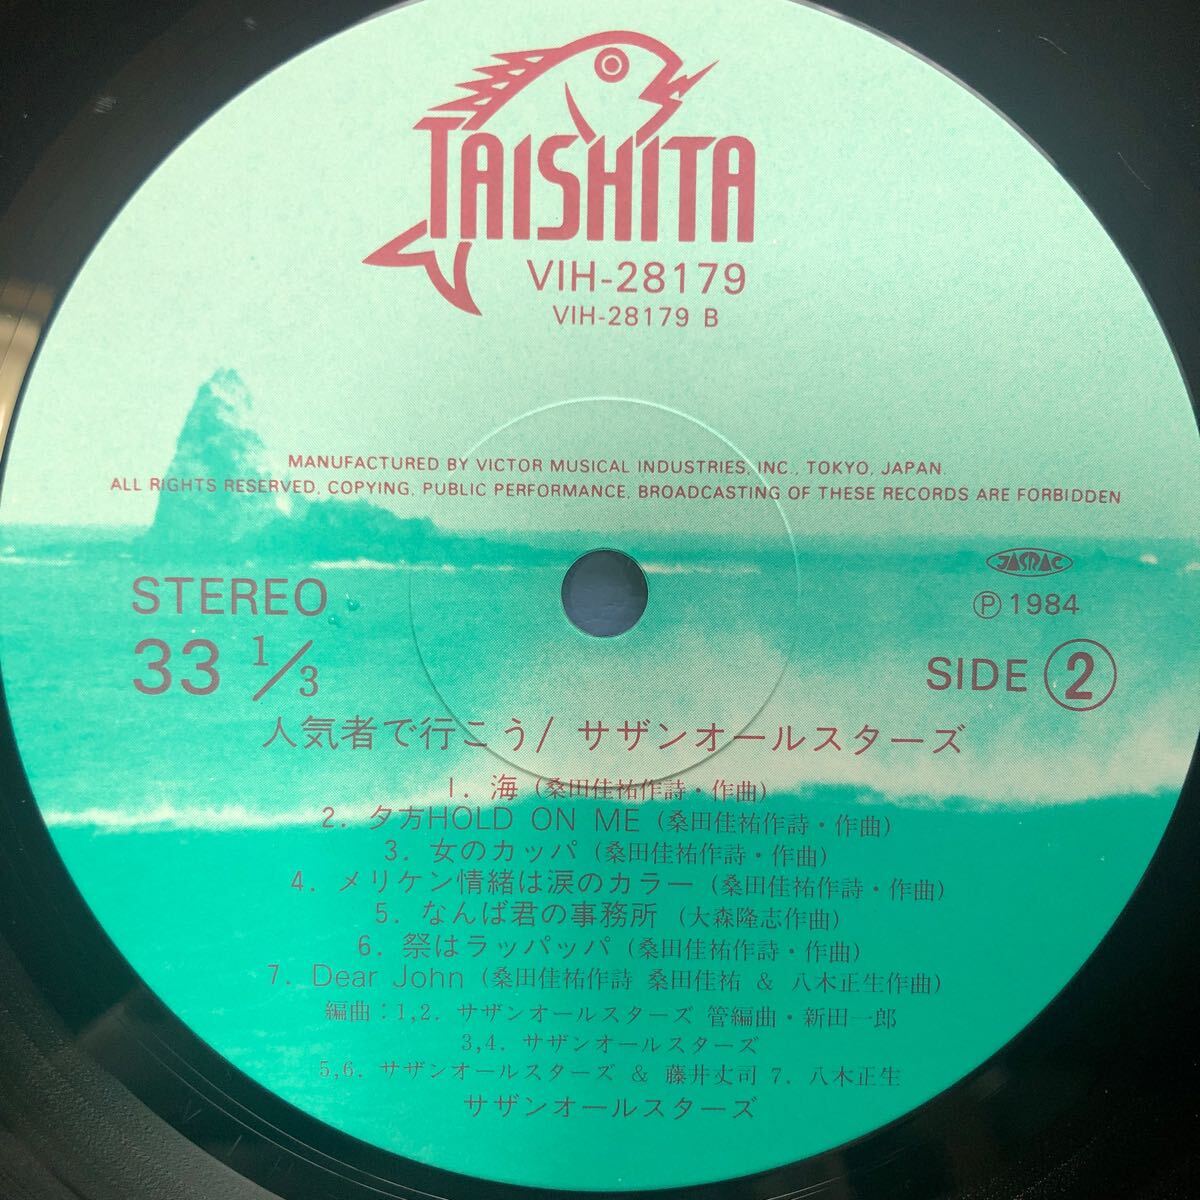 TAISHITA
VIH-28179
VIH-28179 B
MANUFACTURED BY VICTOR MUSICAL INDUSTRIES, INC., TOKYO, JAPAN.
ALL RIGHTS RESERVED, COPYING, PUBLIC PERFORMANCE, BROADCASTING OF THESE RECORDS ARE FORBIDDEN
JASRAC
STEREO
Ⓟ1984
33 1/3
SIDE ②
人気者で行こう/ サザンオールスターズ
1. 海 (桑田佳祐作詩・作曲)
2. 夕方HOLD ON ME (桑田佳祐作詩・作曲)
3. 女のカッパ (桑田佳祐作詩・作曲)
4. メリケン情緒は涙のカラー (桑田佳祐作詩・作曲)
5. なんば君の事務所 (大森隆志作曲)
6. 祭はラッパッパ (桑田佳祐作詩・作曲)
7. Dear John (桑田佳祐作詩 桑田佳祐 & 八木正生作曲)
編曲:1,2. サザンオールスターズ 管編曲・新田一郎
3,4. サザンオールスターズ
5,6. サザンオールスターズ & 藤井丈司 7. 八木正生
サザンオールスターズ